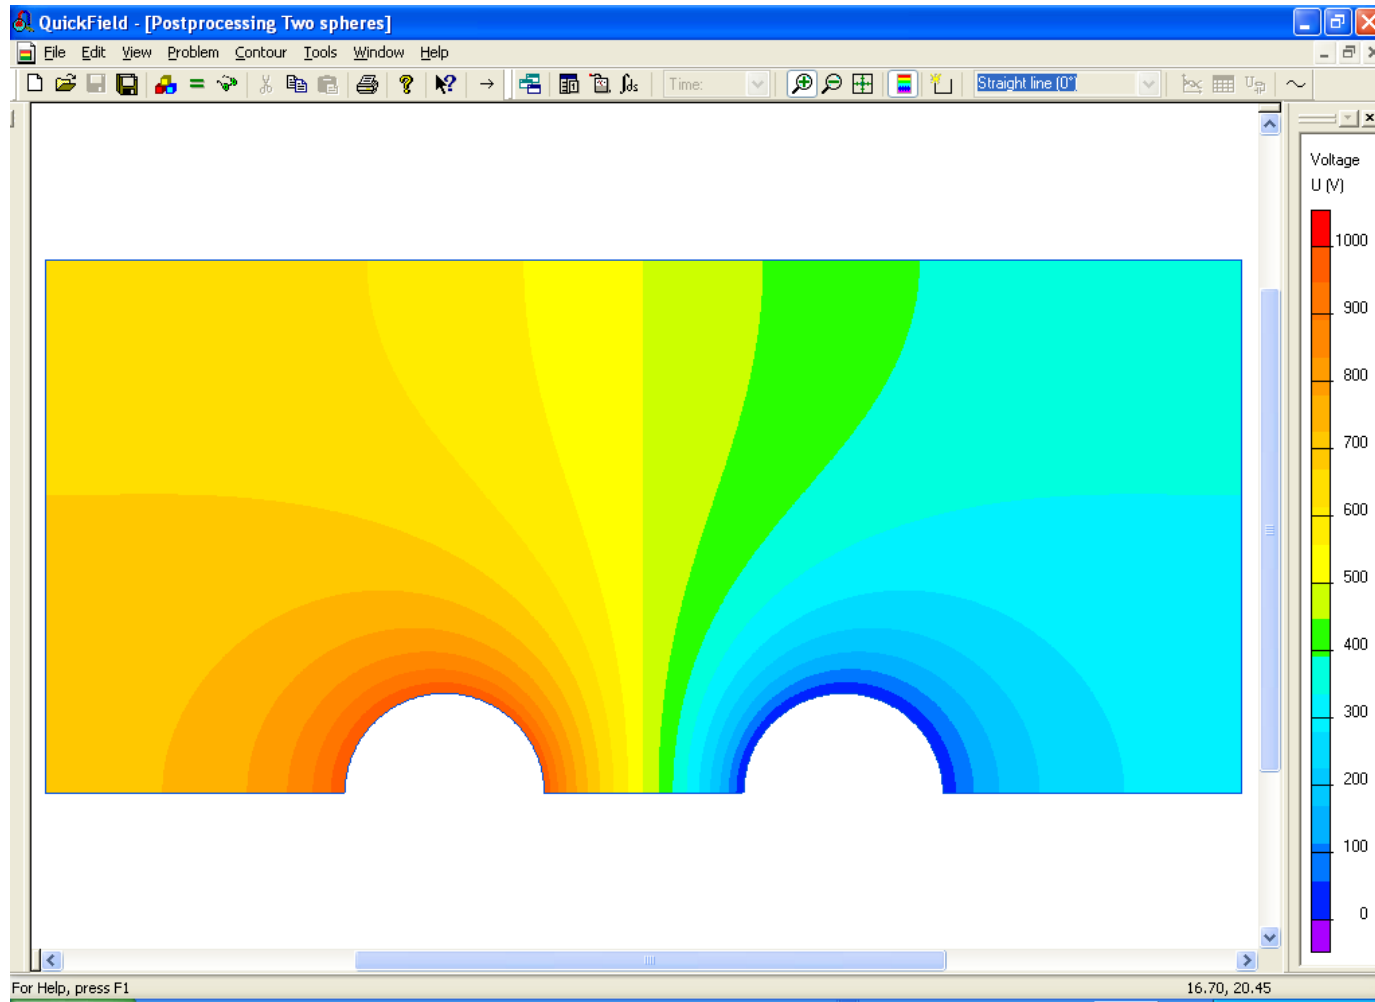 QuickField - [Postprocessing Two spheres]
File Edit View Problem Contour Tools Window Help
Time:
Straight line (0°)
Voltage
U (V)
1000
900
800
700
600
500
400
300
200
100
0
For Help, press F1
16.70, 20.45